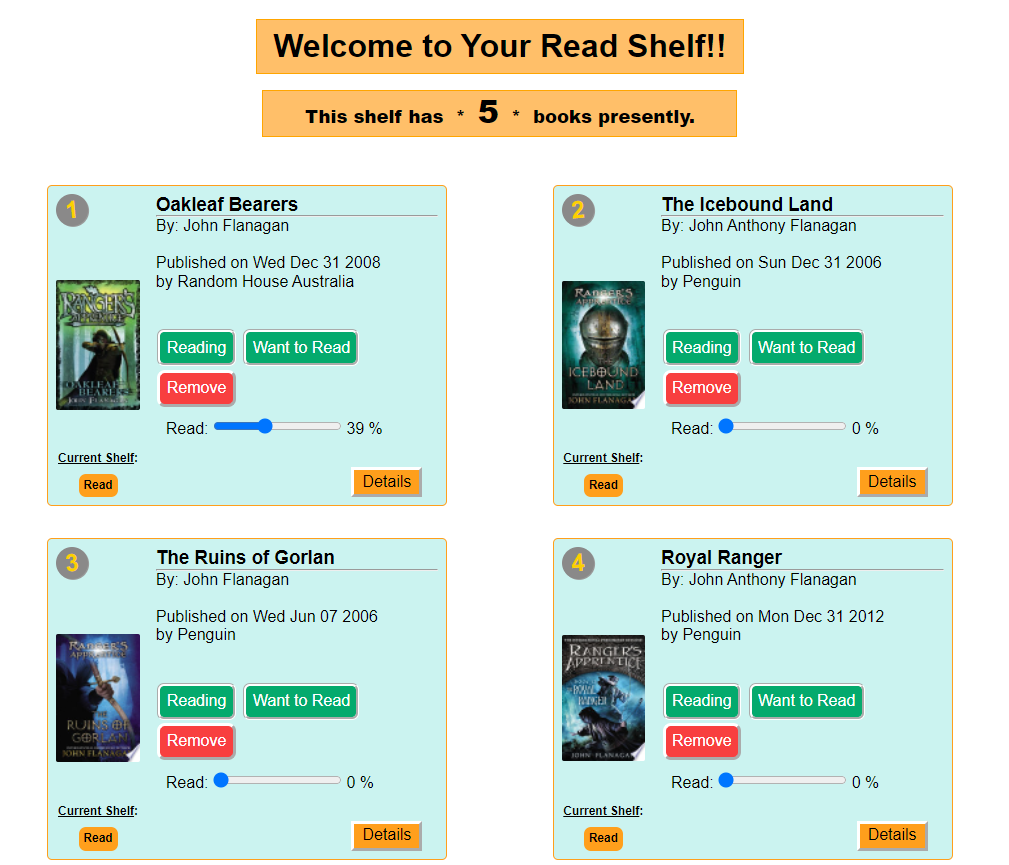 Welcome to Your Read Shelf!!
This shelf has * 5 * books presently.
1
Oakleaf Bearers
By: John Flanagan
Published on Wed Dec 31 2008
by Random House Australia
RANGER'S
APPRENTICE
OAKLEAF
BEARERS
JOHN FLANAGAN
Reading Want to Read
Remove
Read: 39 %
Current Shelf:
Read
Details
2
The Icebound Land
By: John Anthony Flanagan
Published on Sun Dec 31 2006
by Penguin
RANGER'S
APPRENTICE
ICEBOUND
LAND
JOHN FLANAGAN
Reading Want to Read
Remove
Read: 0 %
Current Shelf:
Read
Details
3
The Ruins of Gorlan
By: John Flanagan
Published on Wed Jun 07 2006
by Penguin
RANGER'S
APPRENTICE
THE
RUINS OF
GORLAN
JOHN FLANAGAN
Reading Want to Read
Remove
Read: 0 %
Current Shelf:
Read
Details
4
Royal Ranger
By: John Anthony Flanagan
Published on Mon Dec 31 2012
by Penguin
RANGER'S
APPRENTICE
ROYAL
RANGER
JOHN FLANAGAN
Reading Want to Read
Remove
Read: 0 %
Current Shelf:
Read
Details